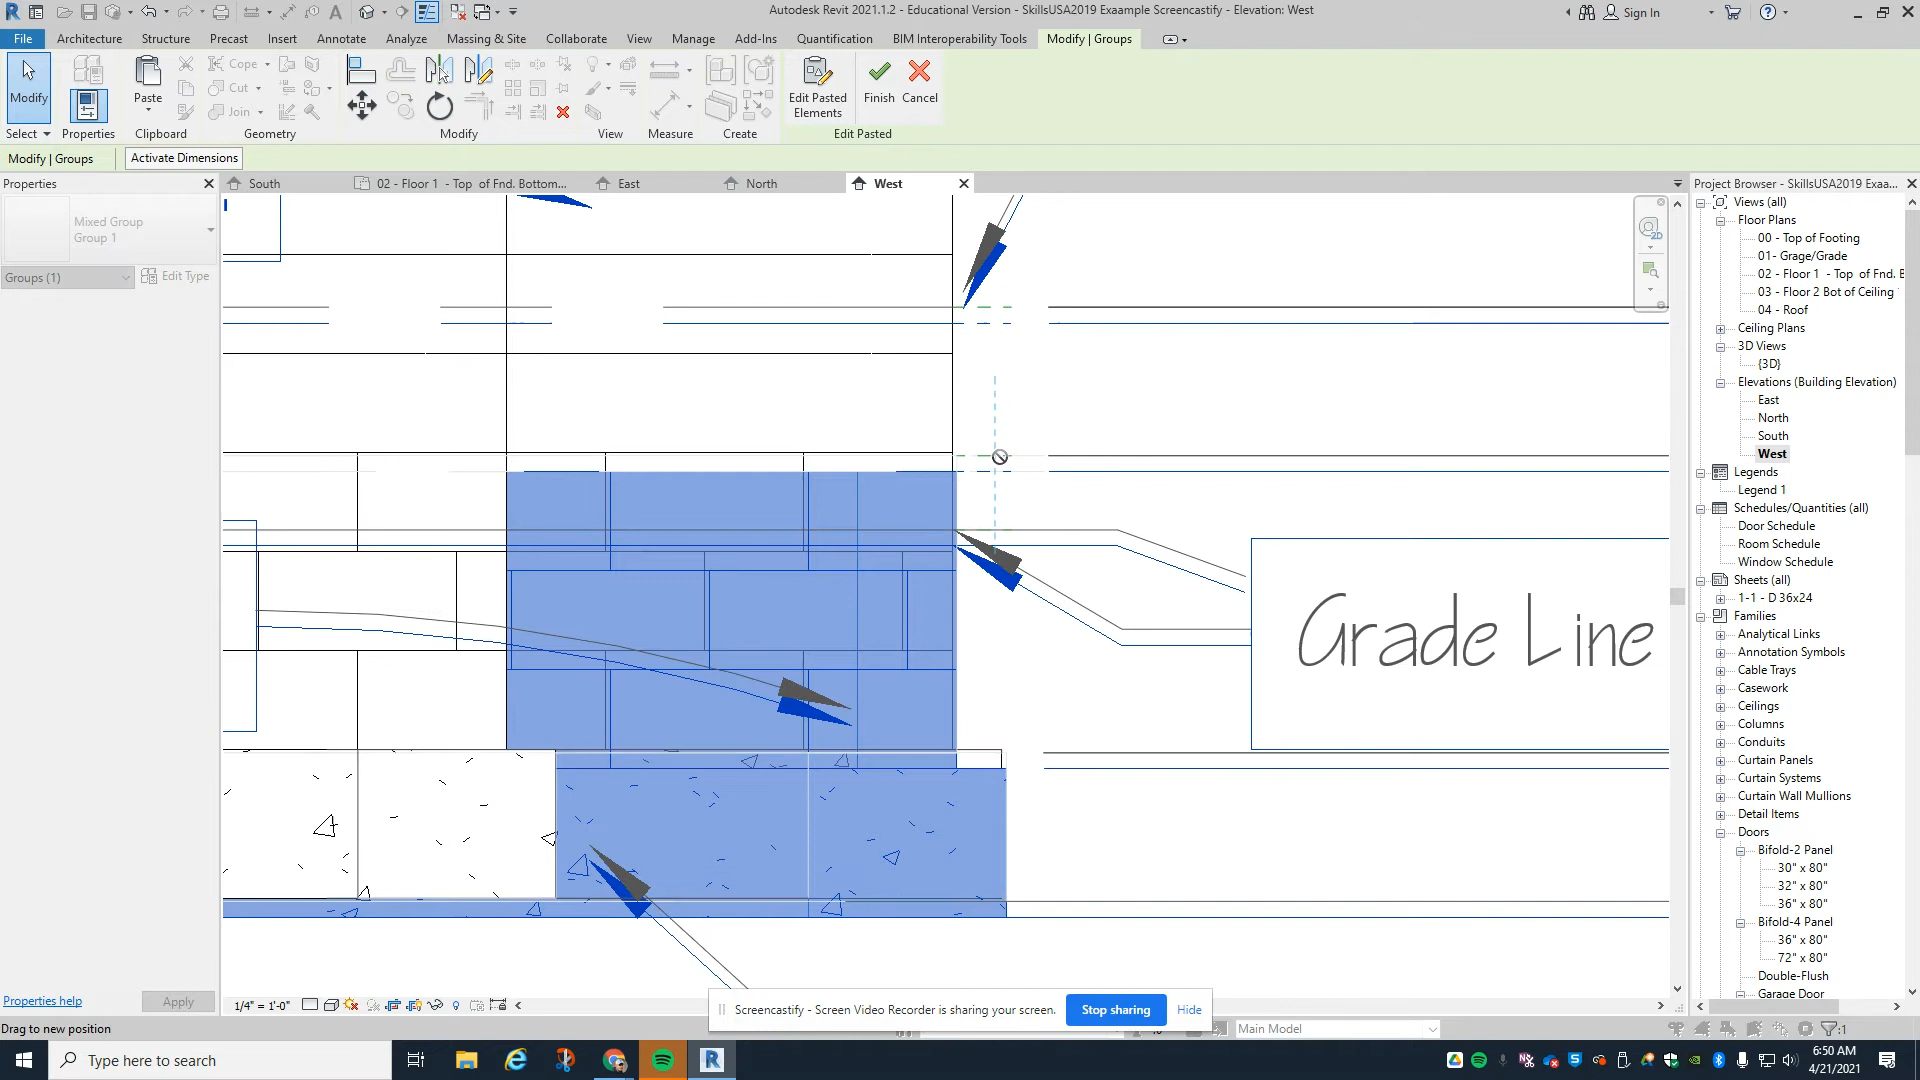 Autodesk Revit 2021.1.2 - Educational Version - SkillsUSA2019 Exaample Screencastify - Elevation: West
Sign In
File Architecture Structure Precast Insert Annotate Analyze Massing & Site Collaborate View Manage Add-Ins Quantification BIM Interoperability Tools Modify | Groups
Modify
Paste
Cope
Cut
Join
Edit Pasted
Elements
Finish Cancel
Select Properties Clipboard Geometry Modify View Measure Create Edit Pasted
Modify | Groups Activate Dimensions
Properties
South 02 - Floor 1 - Top of Fnd. Bottom... East North West
Project Browser - SkillsUSA2019 Exaa...
Mixed Group
Group 1
Groups (1) Edit Type
2D
Views (all)
Floor Plans
00 - Top of Footing
01- Grage/Grade
02 - Floor 1 - Top of Fnd. B
03 - Floor 2 Bot of Ceiling
04 - Roof
Ceiling Plans
3D Views
{3D}
Elevations (Building Elevation)
East
North
South
West
Legends
Legend 1
Schedules/Quantities (all)
Door Schedule
Room Schedule
Window Schedule
Sheets (all)
1-1 - D 36x24
Families
Analytical Links
Annotation Symbols
Cable Trays
Casework
Ceilings
Columns
Conduits
Curtain Panels
Curtain Systems
Curtain Wall Mullions
Detail Items
Doors
Bifold-2 Panel
30" x 80"
32" x 80"
36" x 80"
Bifold-4 Panel
36" x 80"
72" x 80"
Double-Flush
Garage Door
Grade Line
Properties help Apply
1/4" = 1'-0"
Screencastify - Screen Video Recorder is sharing your screen. Stop sharing Hide
Drag to new position
Main Model
:1
Type here to search
6:50 AM
4/21/2021